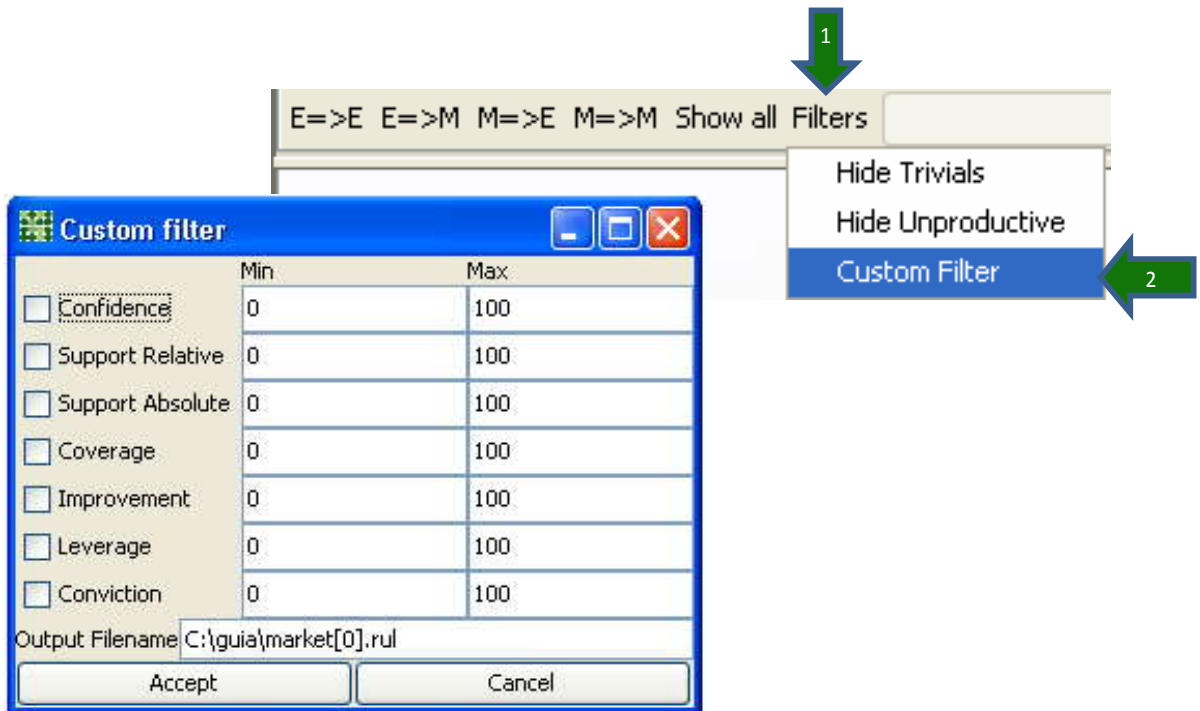 1
E=>E E=>M M=>E M=>M Show all Filters
Hide Trivials
Hide Unproductive
Custom Filter
2
Custom filter
Min Max
Confidence 0 100
Support Relative 0 100
Support Absolute 0 100
Coverage 0 100
Improvement 0 100
Leverage 0 100
Conviction 0 100
Output Filename C:\guia\market[0].rul
Accept Cancel